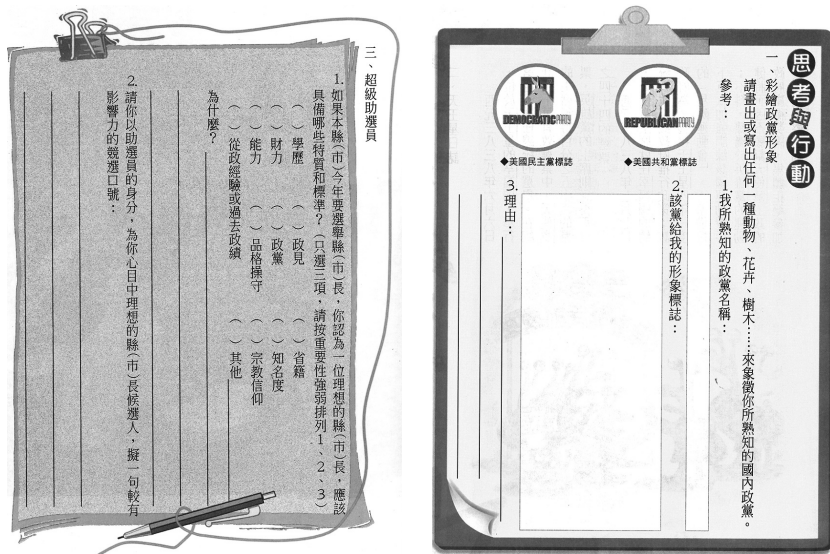 思考與行動
一、彩繪政黨形象
請畫出或寫出任何一種動物、花卉、樹木……來象徵你所熟知的國內政黨。
參考：
DEMOCRATIC PARTY
◆美國民主黨標誌
REPUBLICAN PARTY
◆美國共和黨標誌
1.我所熟知的政黨名稱：
2.該黨給我的形象標誌：
3.理由：
三、超級助選員
1.如果本縣（市）今年要選舉縣（市）長，你認為一位理想的縣（市）長，應該
具備哪些特質和標準？（只選三項，請按重要性強弱排列1、2、3）
（ ）學歷 （ ）政見 （ ）省籍
（ ）財力 （ ）政黨 （ ）知名度
（ ）能力 （ ）品格操守 （ ）宗教信仰
（ ）從政經驗或過去政績 （ ）其他
為什麼？
2.請你以助選員的身分，為你心目中理想的縣（市）長候選人，擬一句較有
影響力的競選口號：